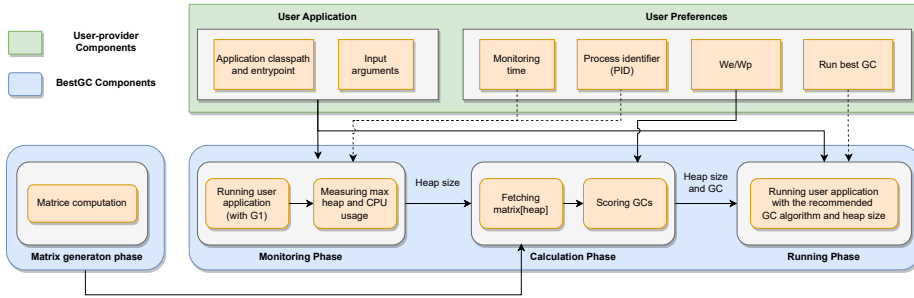 User Application
User Preferences
User-provider
Components
BestGC Components
Application classpath
and entrypoint
Input
arguments
Monitoring
time
Process identifier
(PID)
We/Wp
Run best GC
Matrice computation
Matrix generaton phase
Running user
application
(with G1)
Measuring max
heap and CPU
usage
Monitoring Phase
Heap size
Fetching
matrix[heap]
Scoring GCs
Calculation Phase
Heap size
and GC
Running user application
with the recommended
GC algorithm and heap size
Running Phase